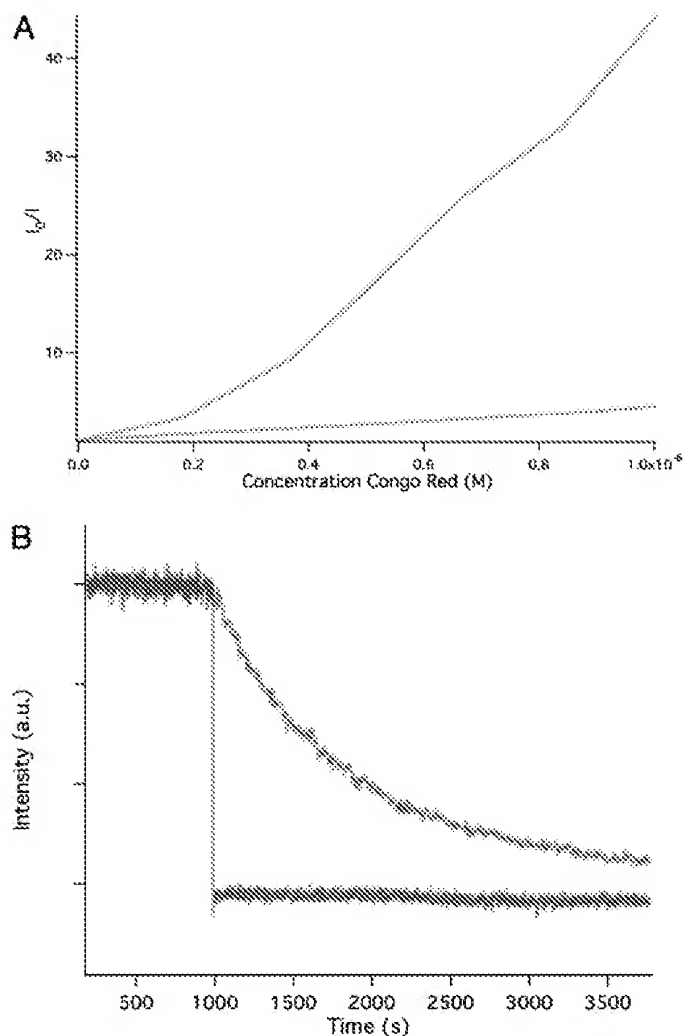 A
40
30
20
10
I₀/I
0.0 0.2 0.4 0.6 0.8 1.0x10⁻⁶
Concentration Congo Red (M)
B
Intensity (a.u.)
500 1000 1500 2000 2500 3000 3500
Time (s)